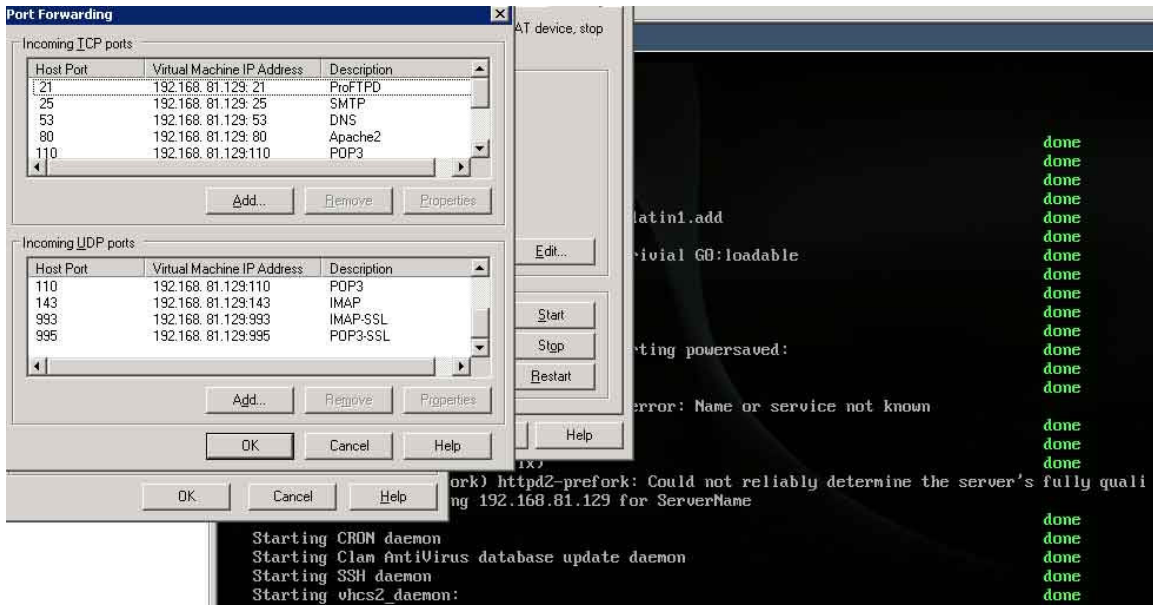 Port Forwarding
Incoming TCP ports
Host Port Virtual Machine IP Address Description
21 192.168. 81.129: 21 ProFTPD
25 192.168. 81.129: 25 SMTP
53 192.168. 81.129: 53 DNS
80 192.168. 81.129: 80 Apache2
110 192.168. 81.129:110 POP3
Add... Remove Properties
Incoming UDP ports
Host Port Virtual Machine IP Address Description
110 192.168. 81.129:110 POP3
143 192.168. 81.129:143 IMAP
993 192.168. 81.129:993 IMAP-SSL
995 192.168. 81.129:995 POP3-SSL
Add... Remove Properties
OK Cancel Help
AT device, stop
Edit...
Start
Stop
Restart
Help
OK Cancel Help
done
done
done
done
latin1.add done
done
rivial G0:loadable done
done
done
done
done
rting powersaved: done
done
done
error: Name or service not known
done
done
ix) done
ork) httpd2-prefork: Could not reliably determine the server's fully quali
ng 192.168.81.129 for ServerName
done
Starting CRON daemon done
Starting Clam AntiVirus database update daemon done
Starting SSH daemon done
Starting vhcs2_daemon: done